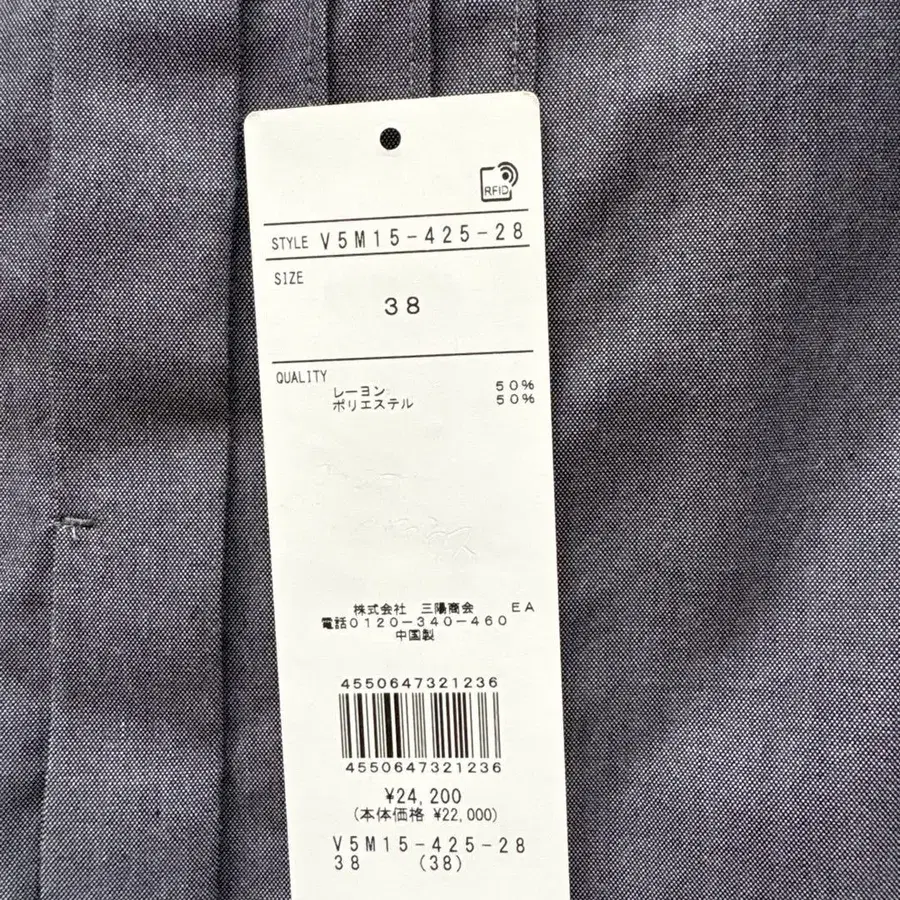 RFID
STYLE V5M15-425-28
SIZE
38
QUALITY
レーヨン 50%
ポリエステル 50%
株式会社 三陽商会 EA
電話0120-340-460
中国製
4550647321236
4550647321236
¥24,200
(本体価格 ¥22,000)
V5M15-425-28
38 (38)